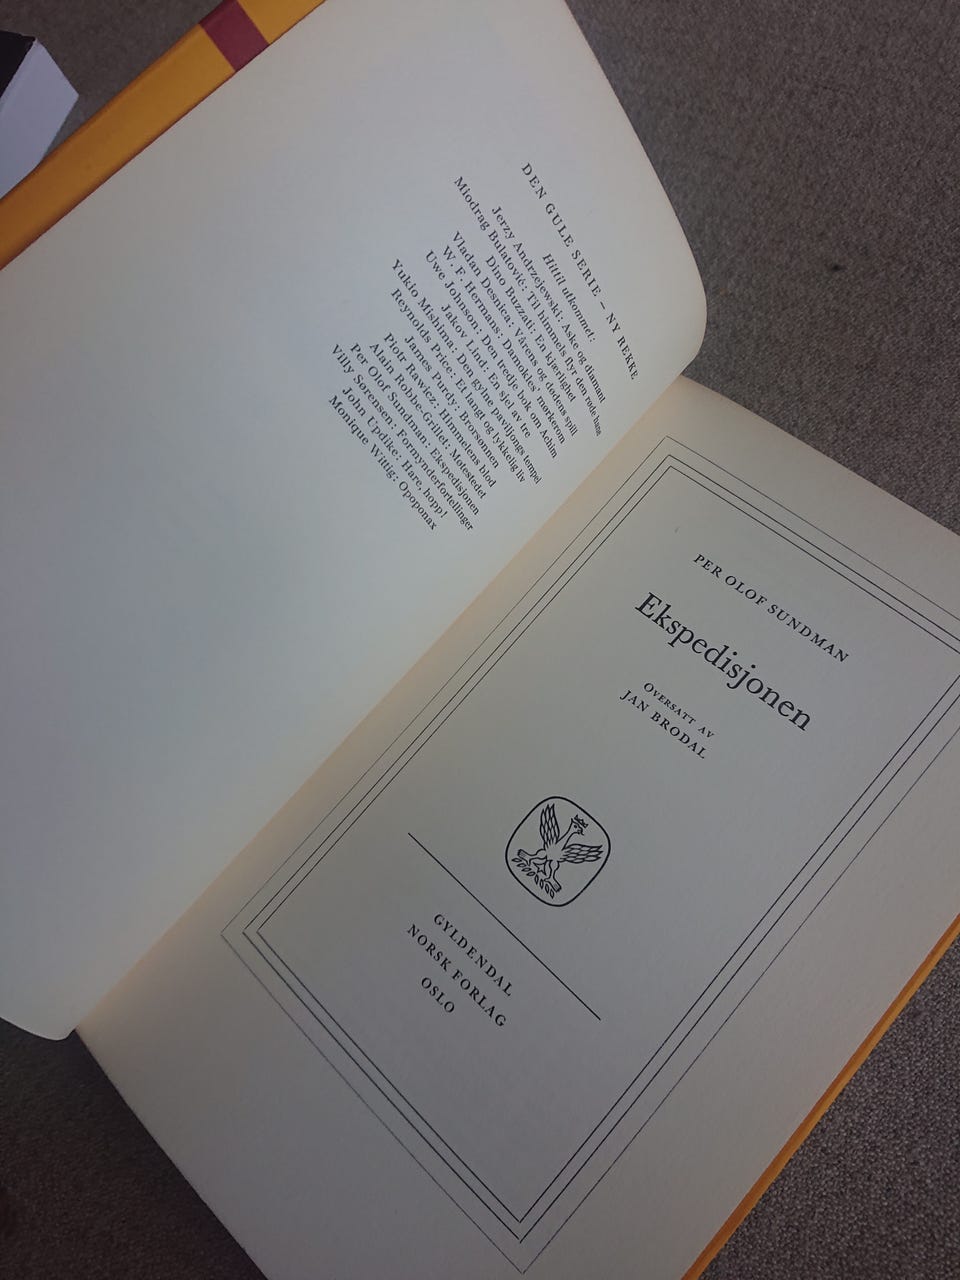 DEN GULE SERIE – NY REKKE
Hittil utkommet:
Jerzy Andrzejewski: Aske og diamant
Miodrag Bulatović: Til himmels flyr den røde hane
Dino Buzzati: En kjærlighet
Vladan Desnica: Vårens og dødens spill
W. F. Hermans: Damokles' mørkerom
Uwe Johnson: Den tredje bok om Achim
Jakov Lind: En sjel av tre
Yukio Mishima: Den gylne paviljongs tempel
Reynolds Price: Et langt og lykkelig liv
James Purdy: Brorsønnen
Piotr Rawicz: Himmelens blod
Alain Robbe-Grillet: Møtestedet
Per Olof Sundman: Ekspedisjonen
Villy Sørensen: Formynderfortellinger
John Updike: Hare, hopp!
Monique Wittig: Opoponax
PER OLOF SUNDMAN
Ekspedisjonen
OVERSATT AV
JAN BRODAL
GYLDENDAL
NORSK FORLAG
OSLO